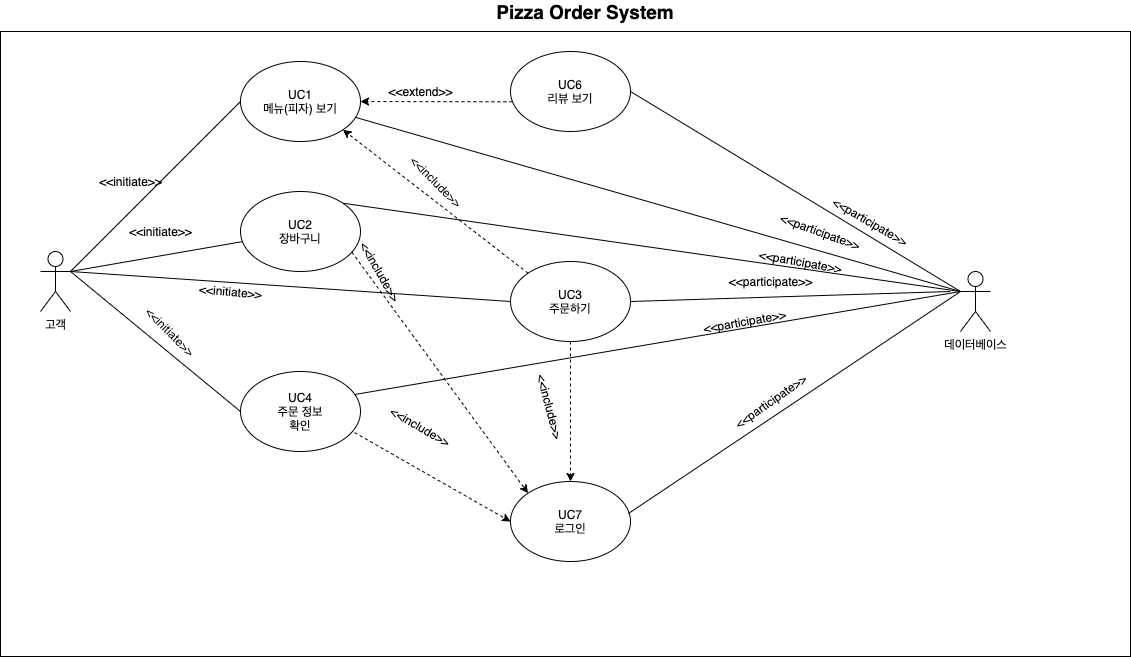 Pizza Order System
UC1
메뉴(피자) 보기
<<extend>>
UC6
리뷰 보기
<<include>>
<<initiate>>
UC2
장바구니
<<participate>>
<<participate>>
<<initiate>>
<<participate>>
<<include>>
<<initiate>>
UC3
주문하기
<<participate>>
고객
<<initiate>>
<<participate>>
데이터베이스
UC4
주문 정보
확인
<<include>>
<<include>>
<<participate>>
UC7
로그인